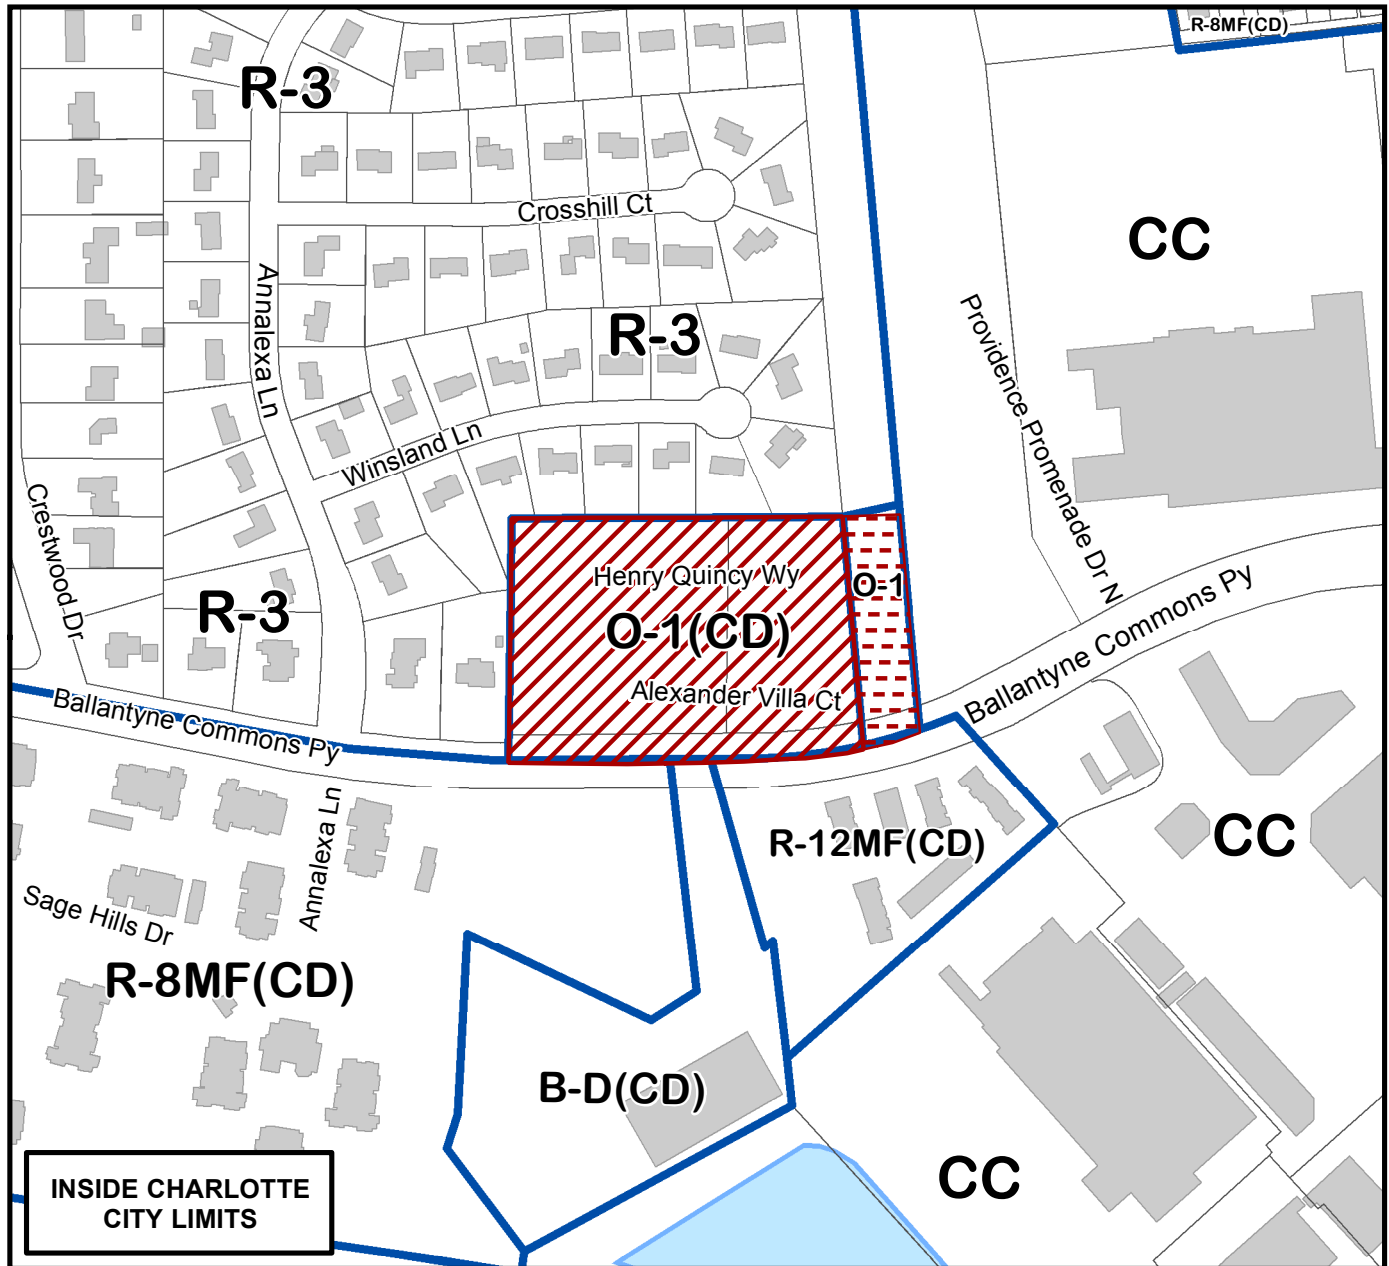 R-8MF(CD)
R-3
Crosshill Ct
CC
Annalexa Ln
R-3
Providence Promenade Dr N
Winsland Ln
Crestwood Dr
Henry Quincy Wy
O-1
R-3
O-1(CD)
Ballantyne Commons Py
Alexander Villa Ct
Ballantyne Commons Py
Annalexa Ln
R-12MF(CD)
CC
Sage Hills Dr
R-8MF(CD)
B-D(CD)
CC
INSIDE CHARLOTTE
CITY LIMITS